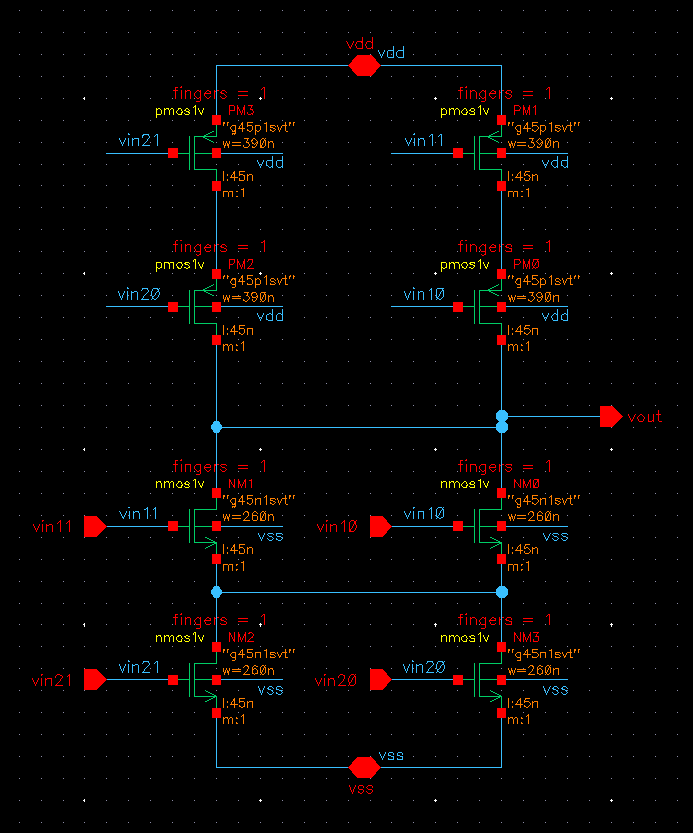 vdd
vdd
fingers = 1
fingers = 1
pmos1v PM3
pmos1v PM1
"g45p1svt"
"g45p1svt"
vin21 w=390n
vin11 w=390n
vdd
vdd
l:45n
l:45n
m:1
m:1
fingers = 1
fingers = 1
pmos1v PM2
pmos1v PM0
"g45p1svt"
"g45p1svt"
vin20 w=390n
vin10 w=390n
vdd
vdd
l:45n
l:45n
m:1
m:1
vout
fingers = 1
fingers = 1
nmos1v NM1
nmos1v NM0
"g45n1svt"
"g45n1svt"
vin11 vin11 w=260n
vin10 vin10 w=260n
vss
vss
l:45n
l:45n
m:1
m:1
fingers = 1
fingers = 1
nmos1v NM2
nmos1v NM3
"g45n1svt"
"g45n1svt"
vin21 vin21 w=260n
vin20 vin20 w=260n
vss
vss
l:45n
l:45n
m:1
m:1
vss
vss